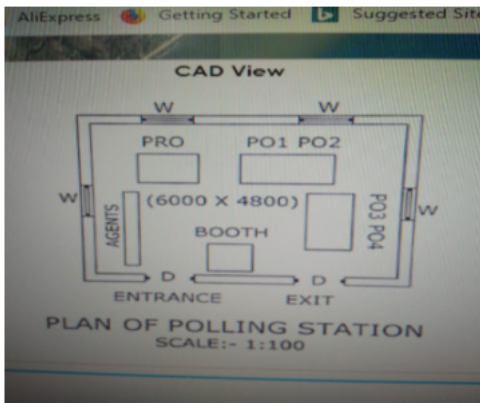 AliExpress Getting Started Suggested Site
CAD View
W W
PRO PO1 PO2
W (6000 X 4800) W
AGENTS
PO3 PO4
BOOTH
D D
ENTRANCE EXIT
PLAN OF POLLING STATION
SCALE:- 1:100